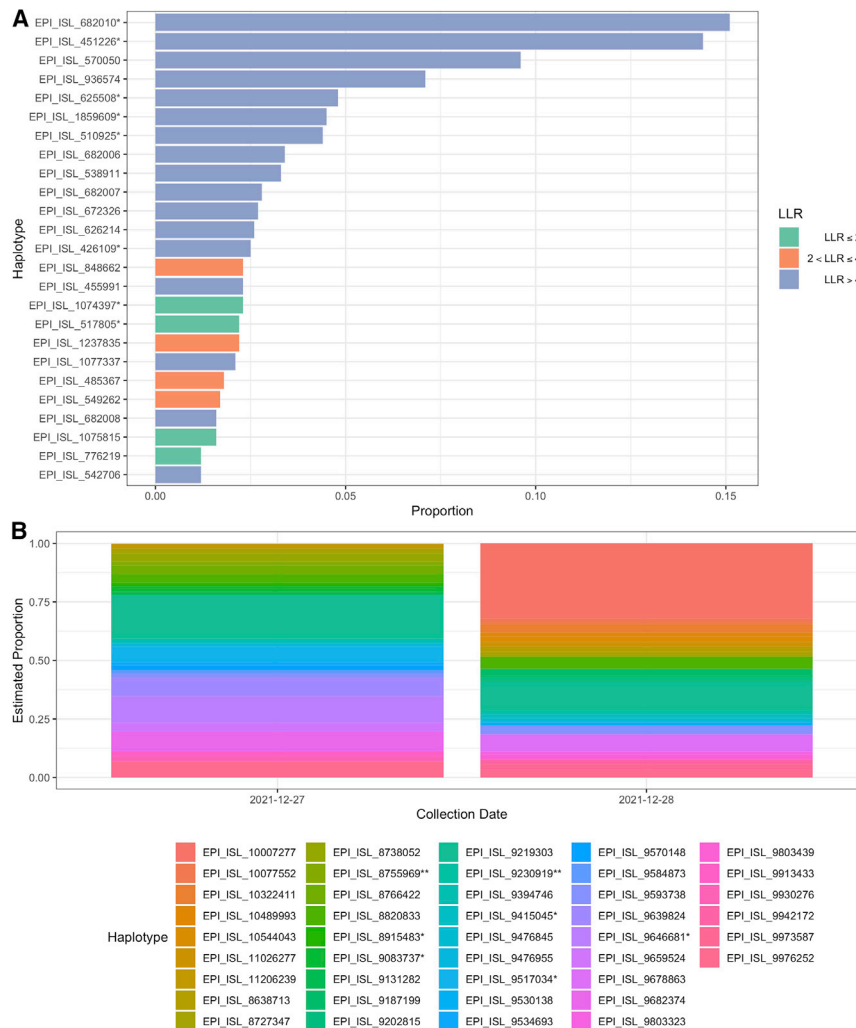 A
EPI_ISL_682010*
EPI_ISL_451226*
EPI_ISL_570050
EPI_ISL_936574
EPI_ISL_625508*
EPI_ISL_1859609*
EPI_ISL_510925*
EPI_ISL_682006
EPI_ISL_538911
EPI_ISL_682007
EPI_ISL_672326
EPI_ISL_626214
EPI_ISL_426109*
EPI_ISL_848662
EPI_ISL_455991
EPI_ISL_1074397*
EPI_ISL_517805*
EPI_ISL_1237835
EPI_ISL_1077337
EPI_ISL_485367
EPI_ISL_549262
EPI_ISL_682008
EPI_ISL_1075815
EPI_ISL_776219
EPI_ISL_542706
Haplotype
0.00 0.05 0.10 0.15
Proportion
LLR
LLR ≤
2 < LLR ≤
LLR >
B
1.00
0.75
0.50
0.25
0.00
Estimated Proportion
2021-12-27 2021-12-28
Collection Date
Haplotype
EPI_ISL_10007277 EPI_ISL_8738052 EPI_ISL_9219303 EPI_ISL_9570148 EPI_ISL_9803439
EPI_ISL_10077552 EPI_ISL_8755969** EPI_ISL_9230919** EPI_ISL_9584873 EPI_ISL_9913433
EPI_ISL_10322411 EPI_ISL_8766422 EPI_ISL_9394746 EPI_ISL_9593738 EPI_ISL_9930276
EPI_ISL_10489993 EPI_ISL_8820833 EPI_ISL_9415045* EPI_ISL_9639824 EPI_ISL_9942172
EPI_ISL_10544043 EPI_ISL_8915483* EPI_ISL_9476845 EPI_ISL_9646681* EPI_ISL_9973587
EPI_ISL_11026277 EPI_ISL_9083737* EPI_ISL_9476955 EPI_ISL_9659524 EPI_ISL_9976252
EPI_ISL_11206239 EPI_ISL_9131282 EPI_ISL_9517034* EPI_ISL_9678863
EPI_ISL_8638713 EPI_ISL_9187199 EPI_ISL_9530138 EPI_ISL_9682374
EPI_ISL_8727347 EPI_ISL_9202815 EPI_ISL_9534693 EPI_ISL_9803323